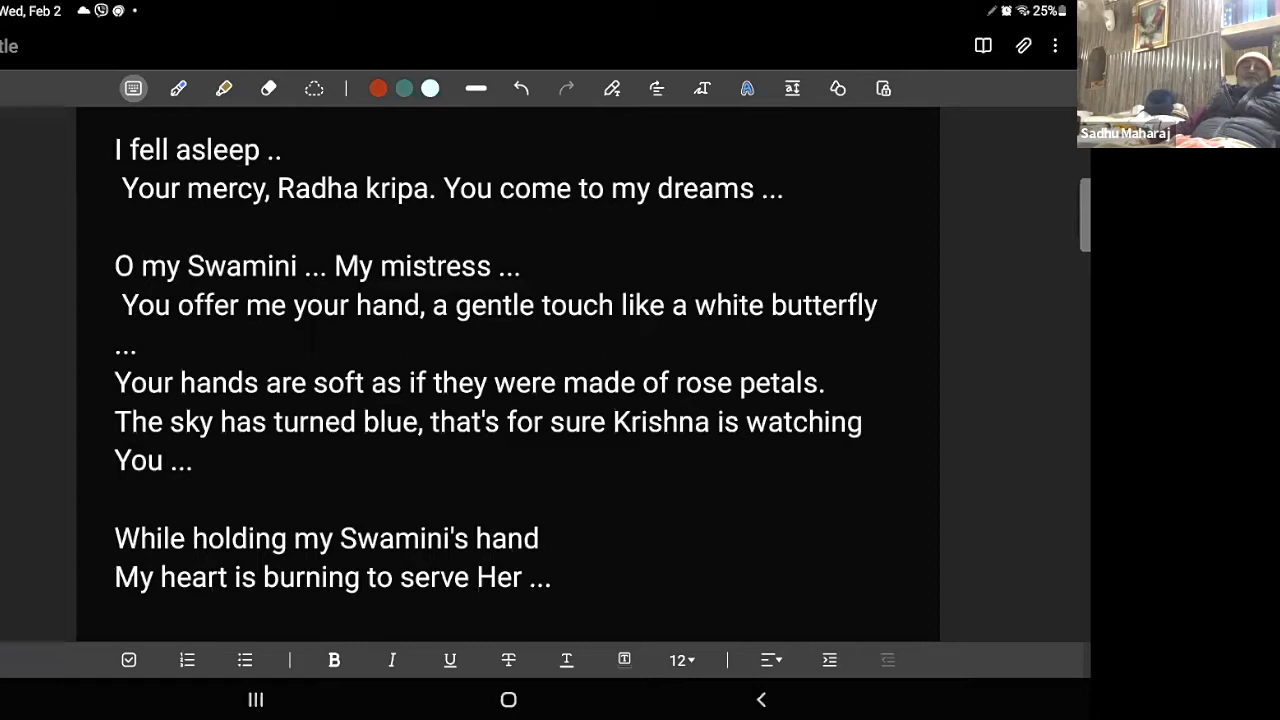 Wed, Feb 2
25%
tle
Sadhu Maharaj
I fell asleep ..
Your mercy, Radha kripa. You come to my dreams ...
O my Swamini ... My mistress ...
You offer me your hand, a gentle touch like a white butterfly
...
Your hands are soft as if they were made of rose petals.
The sky has turned blue, that's for sure Krishna is watching
You ...
While holding my Swamini's hand
My heart is burning to serve Her ...
B I U T T T 12